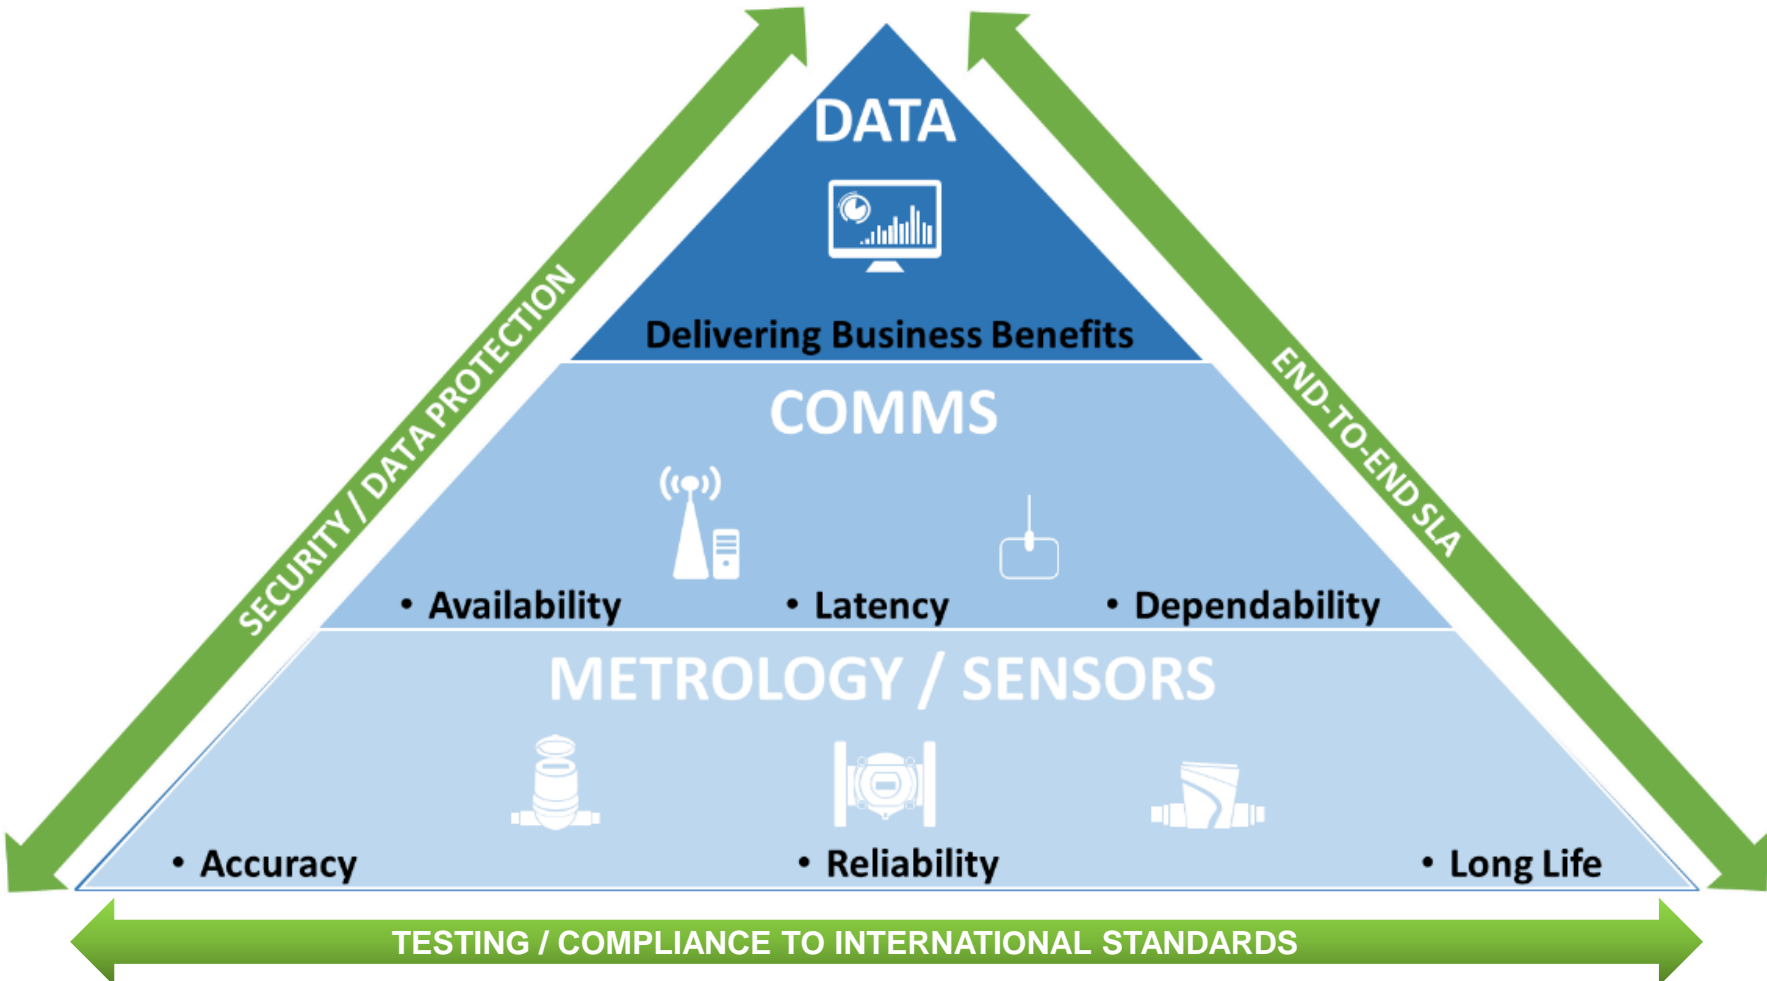 DATA
Delivering Business Benefits
COMMS
• Availability • Latency • Dependability
METROLOGY / SENSORS
• Accuracy • Reliability • Long Life
SECURITY / DATA PROTECTION
END-TO-END SLA
TESTING / COMPLIANCE TO INTERNATIONAL STANDARDS